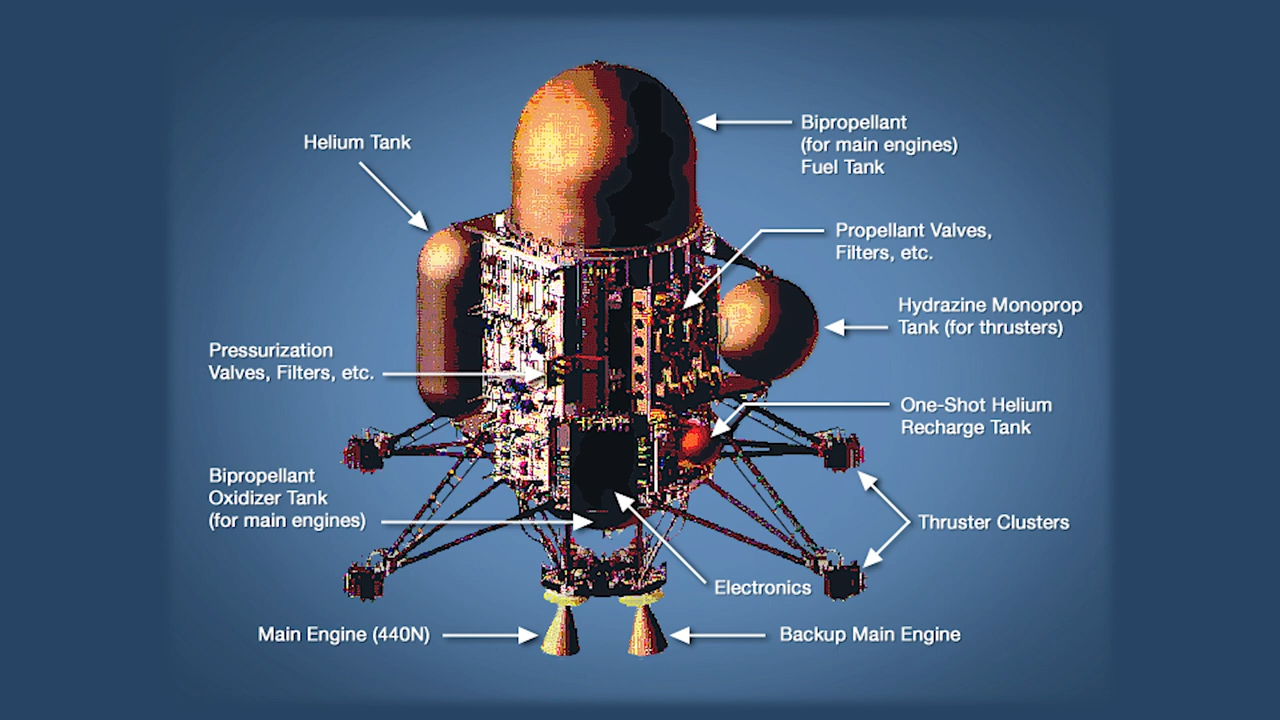 Helium Tank
Bipropellant
(for main engines)
Fuel Tank
Propellant Valves,
Filters, etc.
Hydrazine Monoprop
Tank (for thrusters)
Pressurization
Valves, Filters, etc.
One-Shot Helium
Recharge Tank
Bipropellant
Oxidizer Tank
(for main engines)
Thruster Clusters
Electronics
Main Engine (440N)
Backup Main Engine